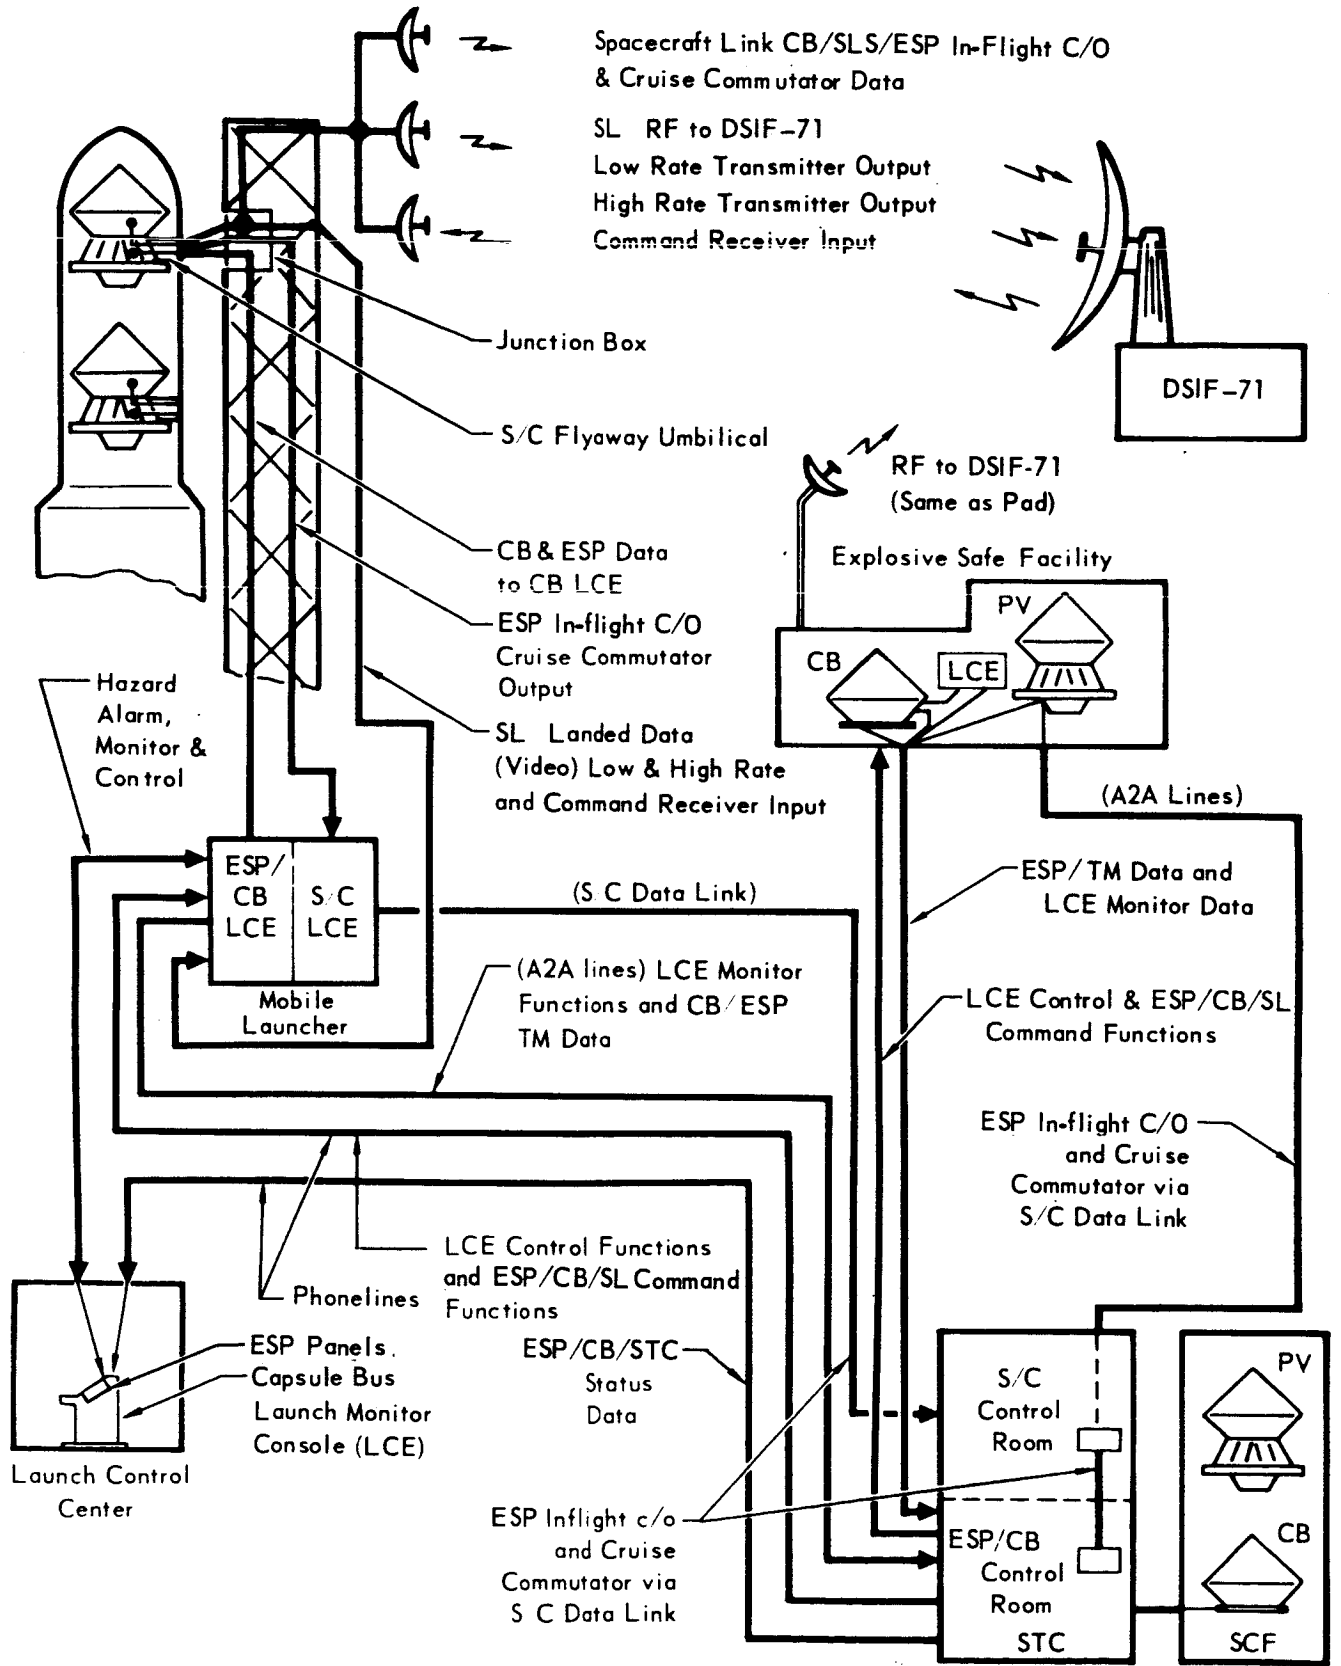 Spacecraft Link CB/SLS/ESP In-Flight C/O
& Cruise Commutator Data
SL RF to DSIF-71
Low Rate Transmitter Output
High Rate Transmitter Output
Command Receiver Input
Junction Box
DSIF-71
S/C Flyaway Umbilical
RF to DSIF-71
(Same as Pad)
CB & ESP Data
to CB LCE
Explosive Safe Facility
PV
CB
LCE
ESP In-flight C/O
Cruise Commutator
Output
Hazard
Alarm,
Monitor &
Control
SL Landed Data
(Video) Low & High Rate
and Command Receiver Input
(A2A Lines)
ESP/
CB
LCE
S/C
LCE
Mobile
Launcher
(S/C Data Link)
ESP/TM Data and
LCE Monitor Data
(A2A lines) LCE Monitor
Functions and CB/ESP
TM Data
LCE Control & ESP/CB/SL
Command Functions
ESP In-flight C/O
and Cruise
Commutator via
S/C Data Link
LCE Control Functions
and ESP/CB/SL Command
Functions
Phonelines
ESP Panels.
Capsule Bus
Launch Monitor
Console (LCE)
Launch Control
Center
ESP/CB/STC
Status
Data
S/C
Control
Room
PV
ESP Inflight c/o
and Cruise
Commutator via
S C Data Link
ESP/CB
Control
Room
STC
CB
SCF